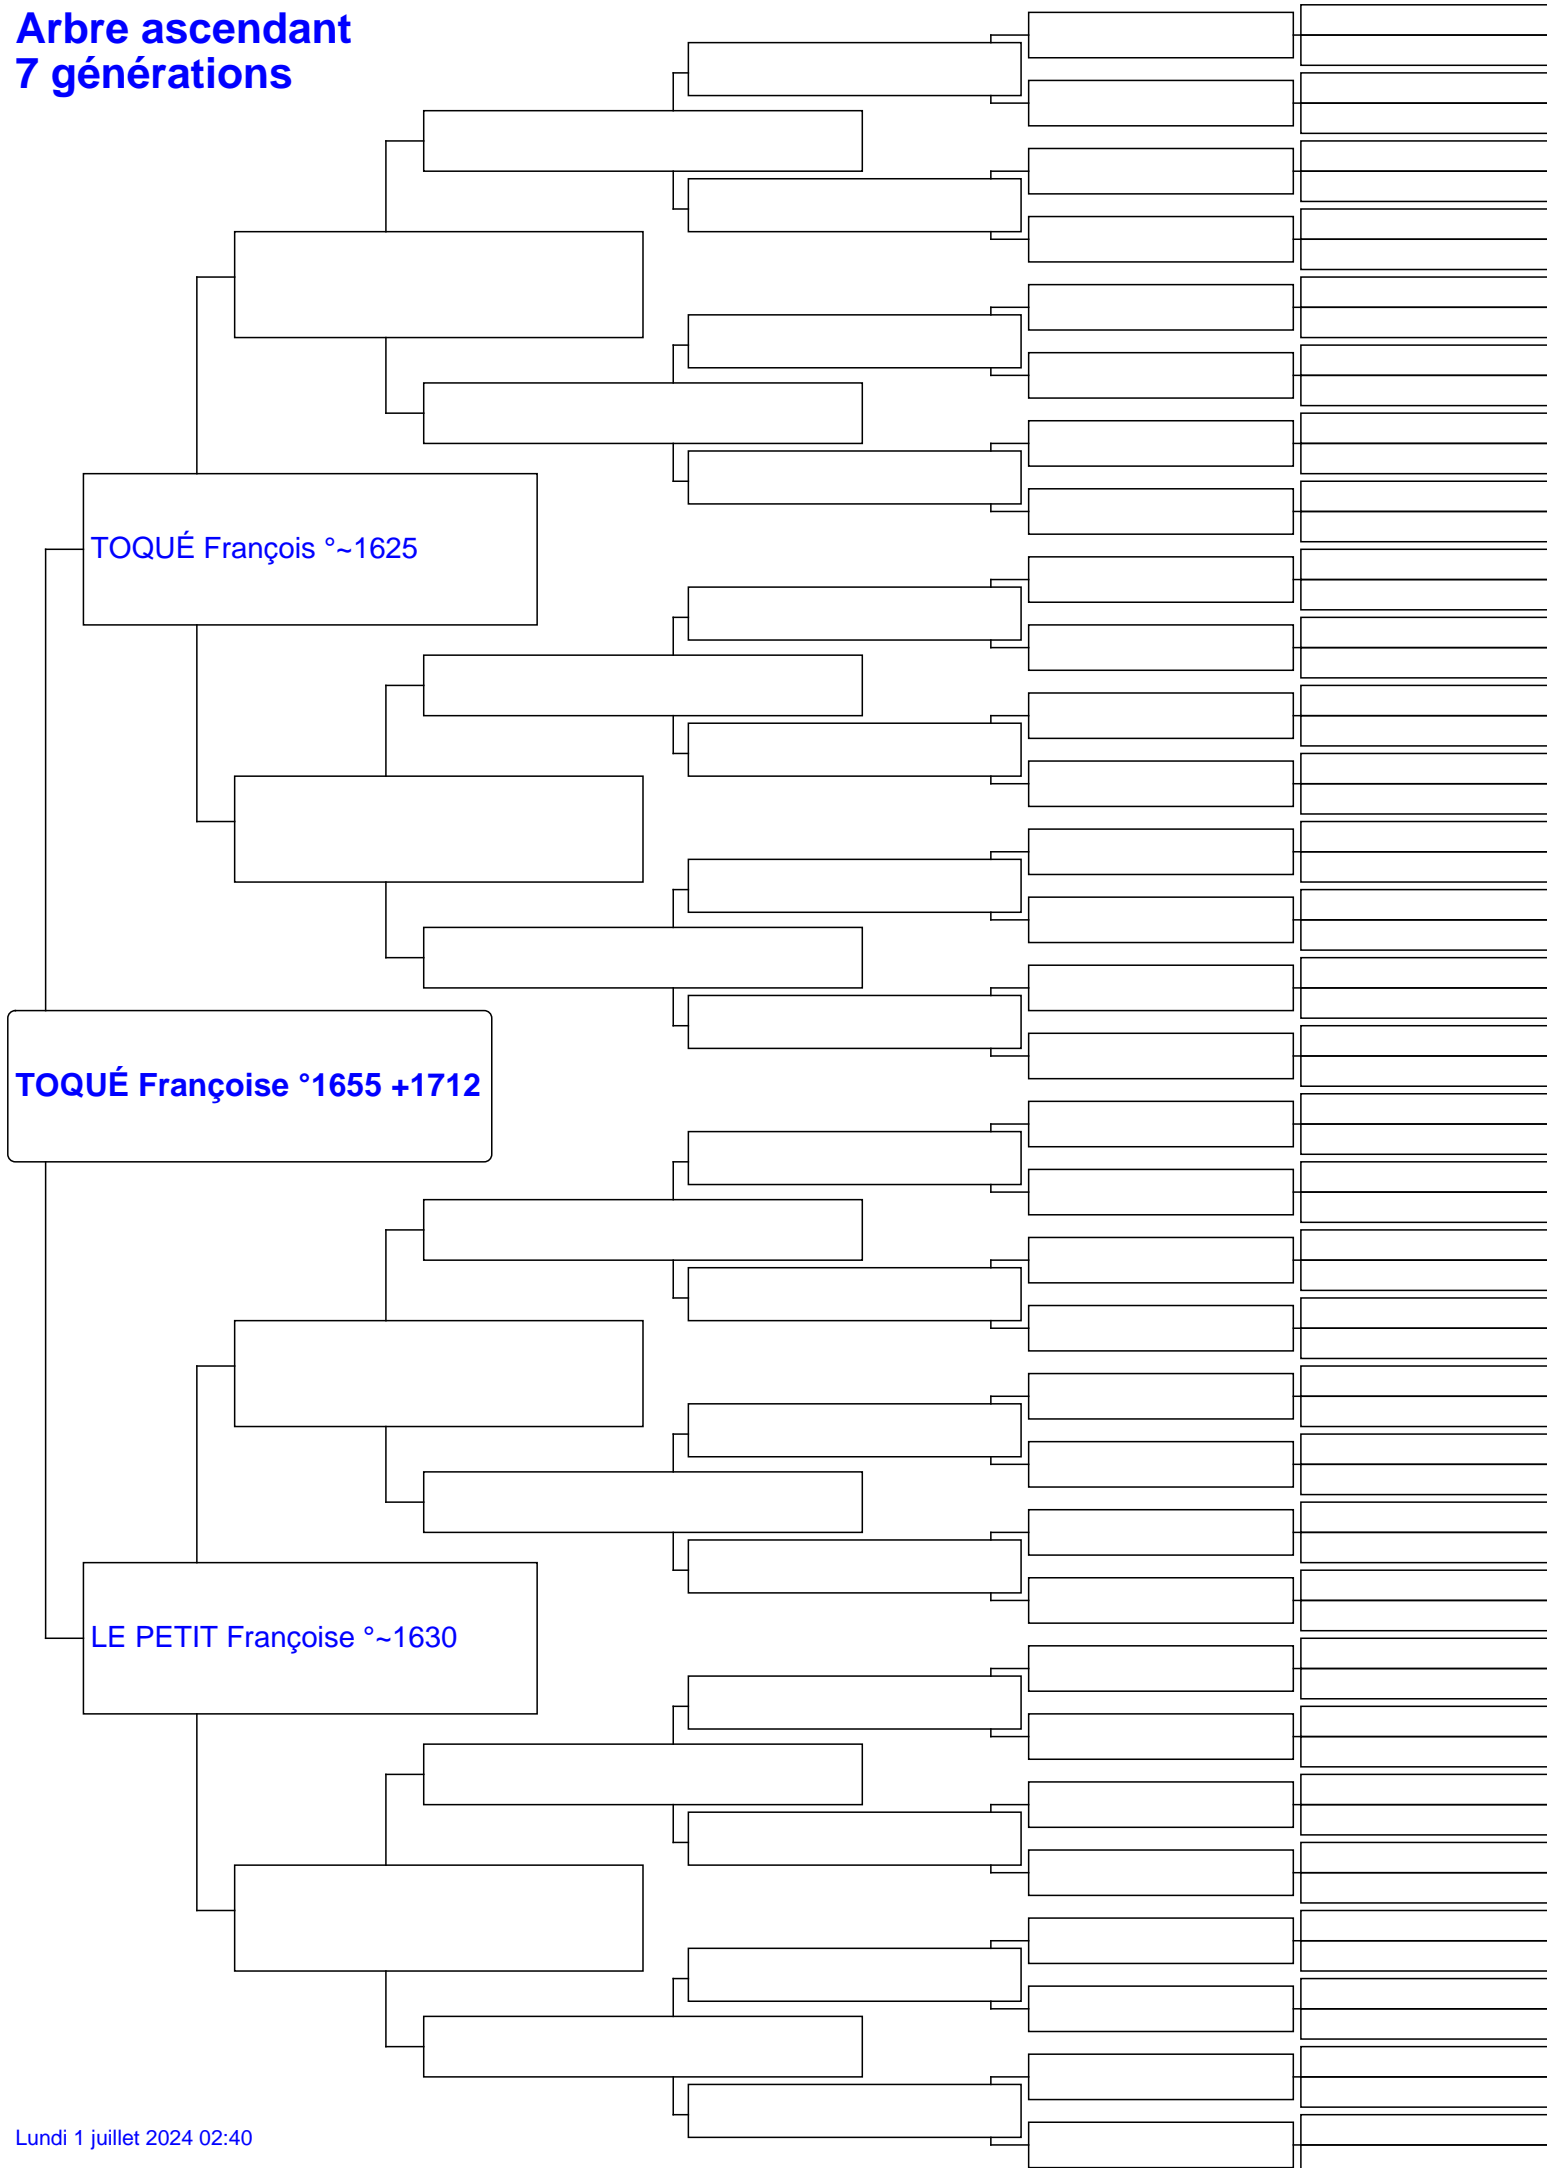 Arbre ascendant
7 générations
TOQUÉ François °~1625
TOQUÉ Françoise °1655 +1712
LE PETIT Françoise °~1630
Lundi 1 juillet 2024 02:40